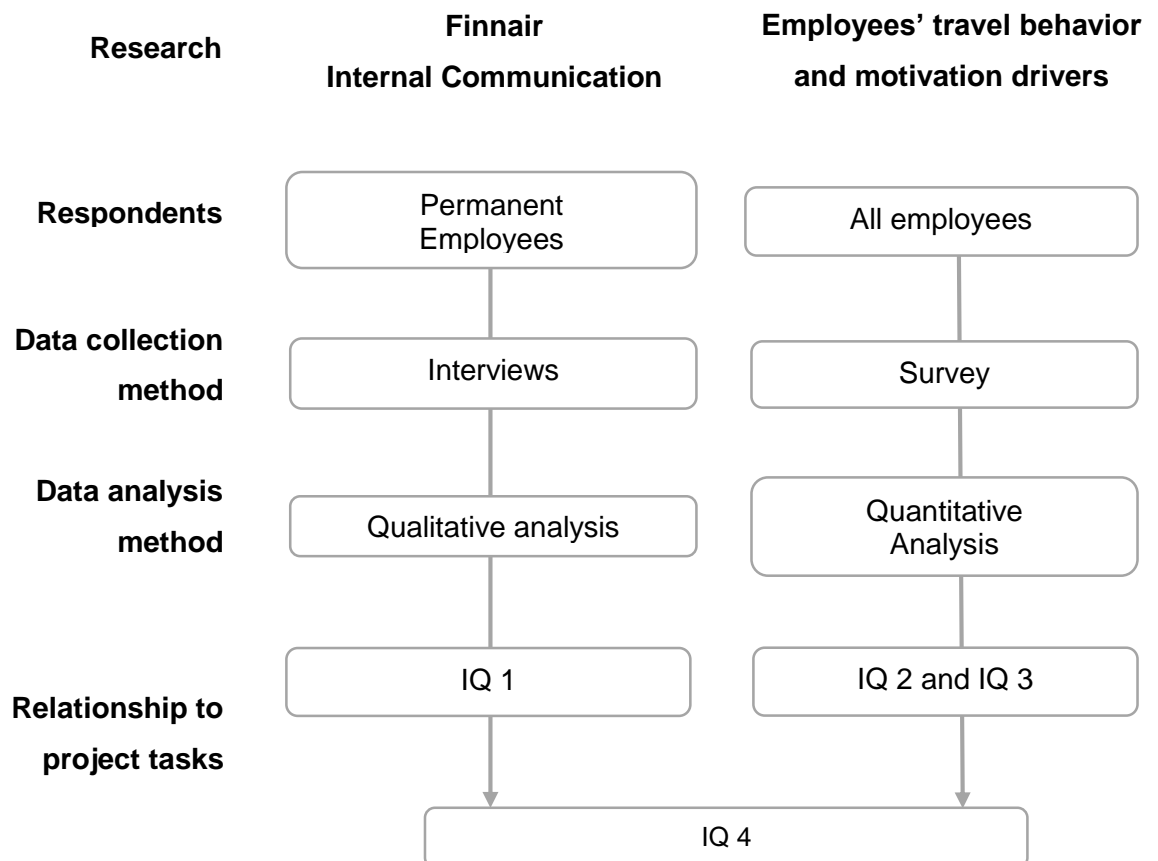 Research
Finnair
Internal Communication
Employees’ travel behavior
and motivation drivers
Respondents
Permanent
Employees
All employees
Data collection
method
Interviews
Survey
Data analysis
method
Qualitative analysis
Quantitative
Analysis
Relationship to
project tasks
IQ 1
IQ 2 and IQ 3
IQ 4